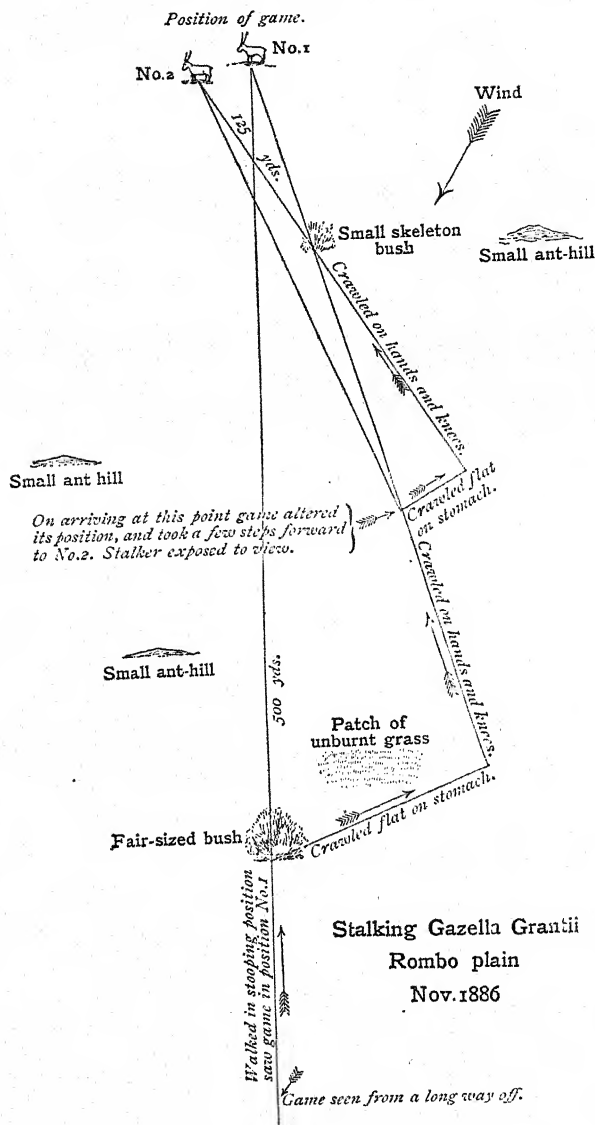 Position of game.
No.1
No.2
125 yds.
Wind
Small skeleton
bush
Small ant-hill
Crawled on hands and knees.
Small ant hill
Crawled flat
on stomach.
On arriving at this point game altered
its position, and took a few steps forward
to No.2. Stalker exposed to view.
Crawled on hands and knees.
Small ant-hill
500 yds.
Patch of
unburnt grass
Fair-sized bush
Crawled flat on stomach.
Walked in stooping position
saw game in position No.1
Stalking Gazella Grantii
Rombo plain
Nov. 1886
Game seen from a long way off.